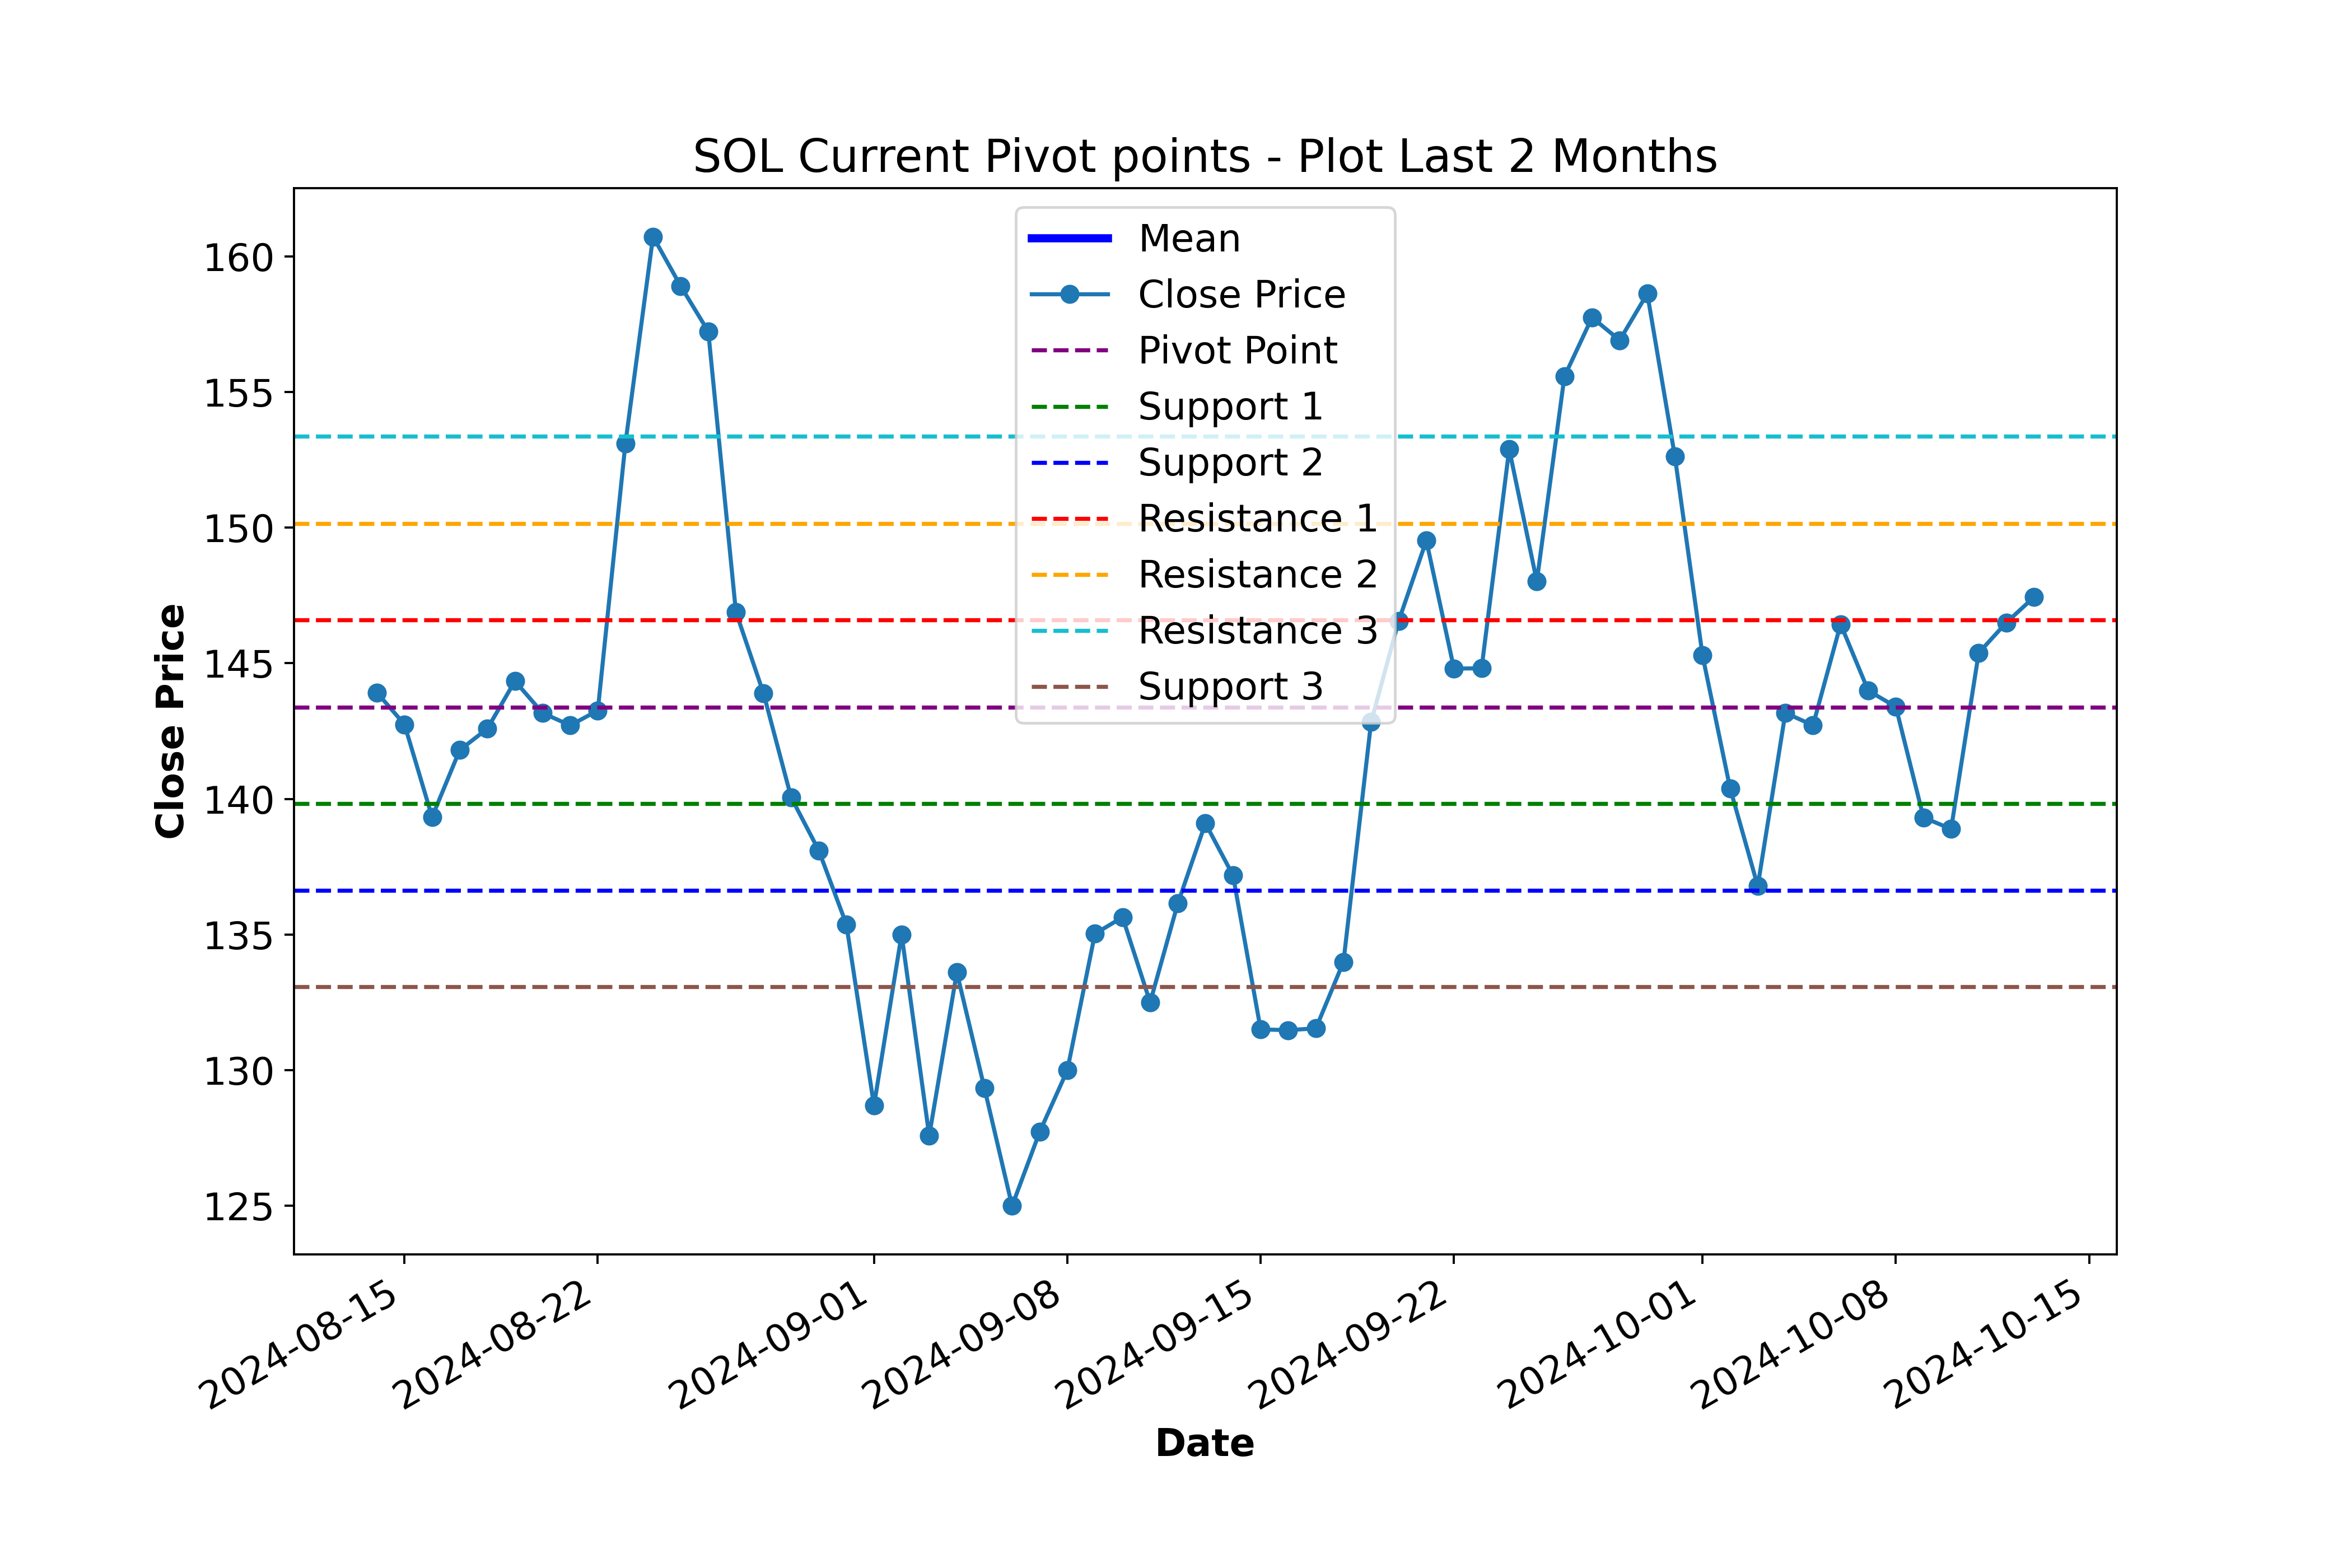 SOL Current Pivot points - Plot Last 2 Months
Mean
Close Price
Pivot Point
Support 1
Support 2
Resistance 1
Resistance 2
Resistance 3
Support 3
Close Price
160
155
150
145
140
135
130
125
2024-08-15
2024-08-22
2024-09-01
2024-09-08
2024-09-15
2024-09-22
2024-10-01
2024-10-08
2024-10-15
Date